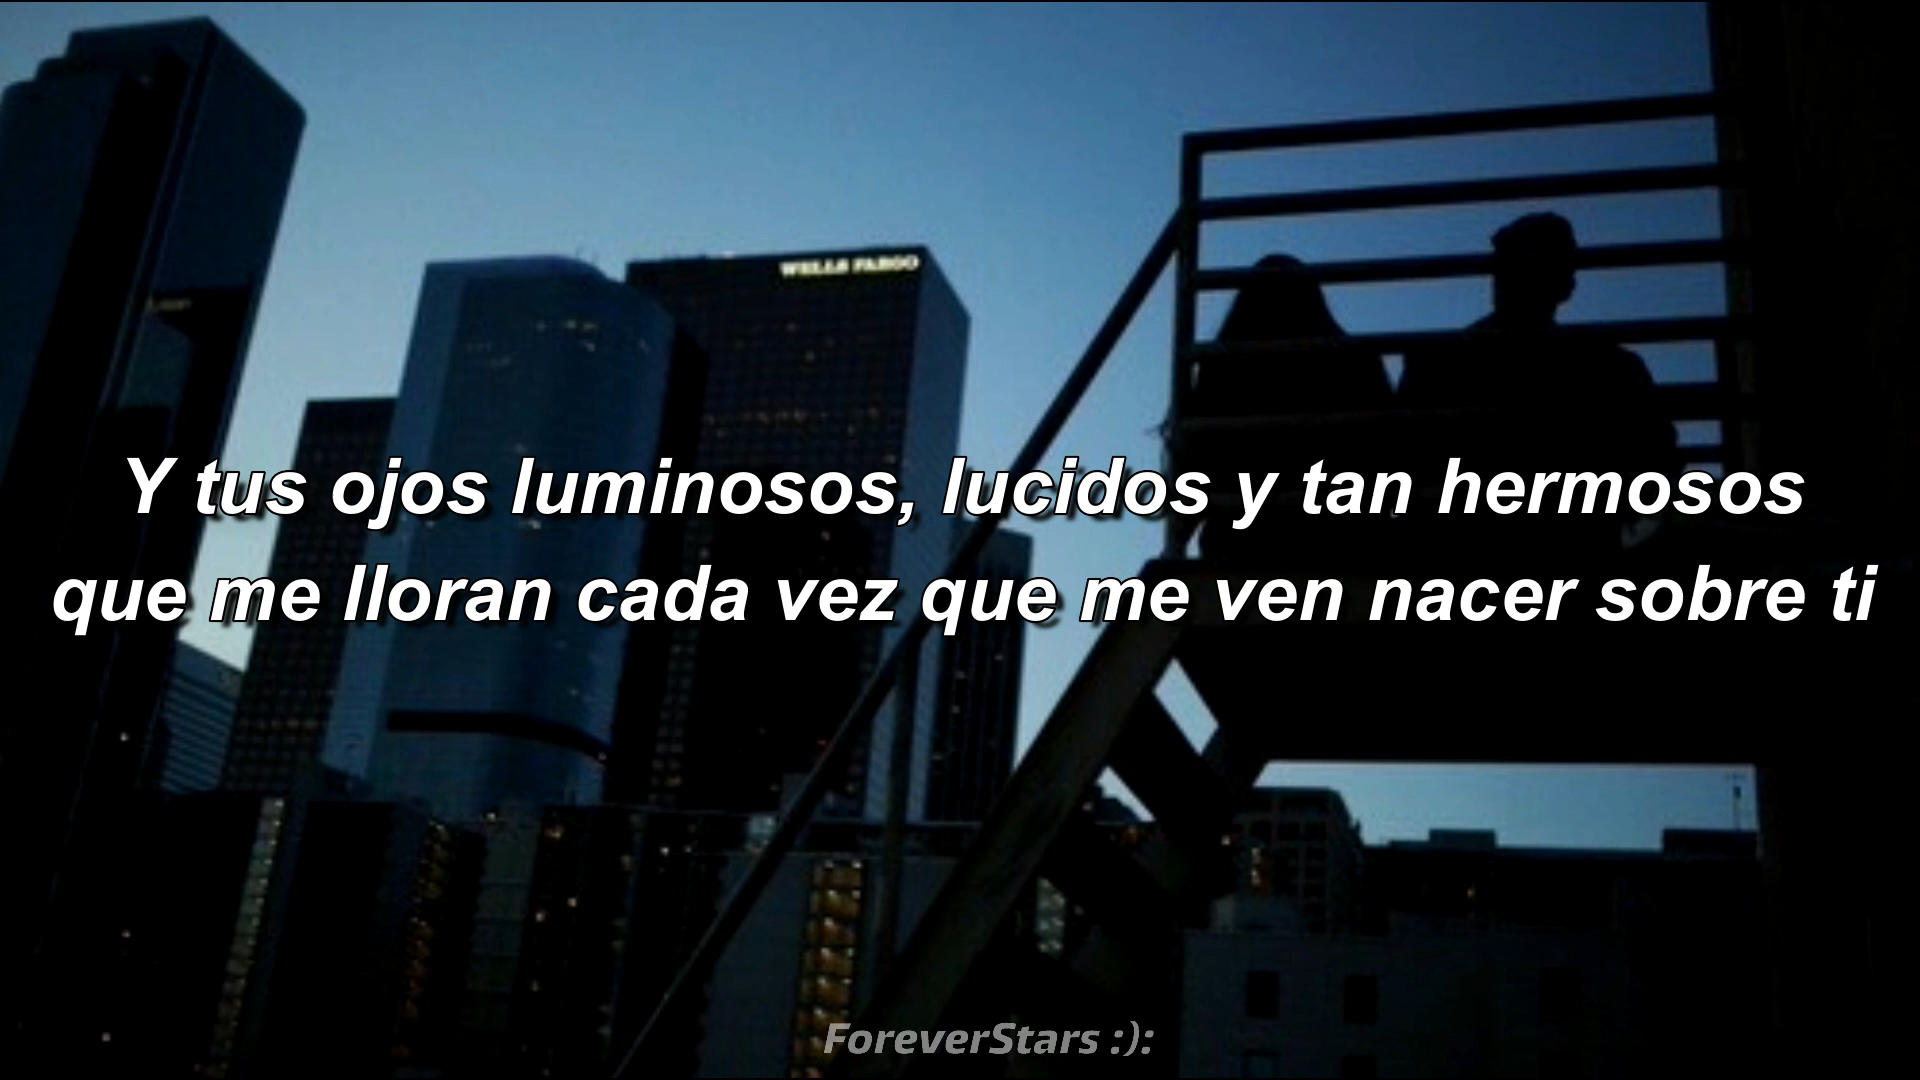 WELLS FARGO
Y tus ojos luminosos, lucidos y tan hermosos
que me lloran cada vez que me ven nacer sobre ti
ForeverStars :):